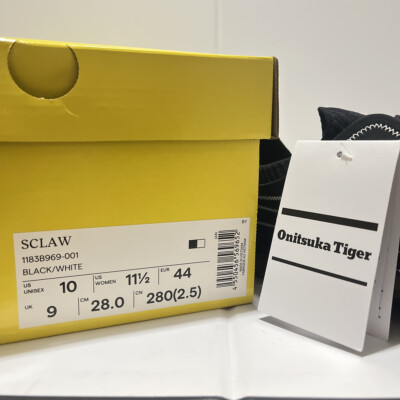 SCLAW
1183B969-001
BLACK/WHITE
US UNISEX 10
US WOMEN 11½
EUR 44
UK 9
CM 28.0
CN 280(2.5)
Onitsuka Tiger